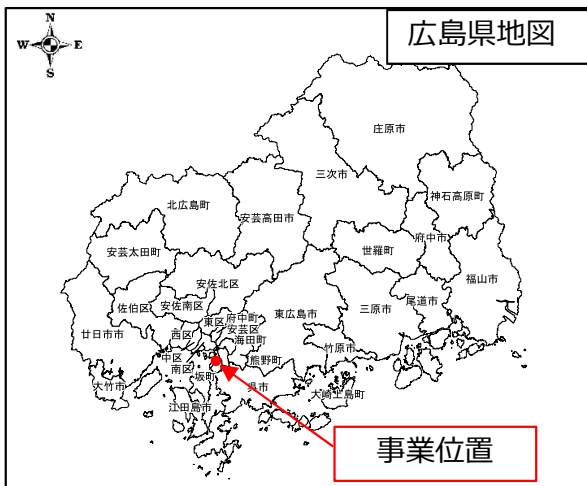 N
W E
S
広島県地図
庄原市
三次市
神石高原町
北広島町
安芸高田市
府中市
世羅町
安芸太田町
福山市
安佐北区
尾道市
佐伯区
安佐南区
東広島市
三原市
府中町
東区
安芸区
廿日市市
西区
海田町
竹原市
中区
熊野町
南区
坂町
大竹市
呉市
大崎上島町
江田島市
事業位置